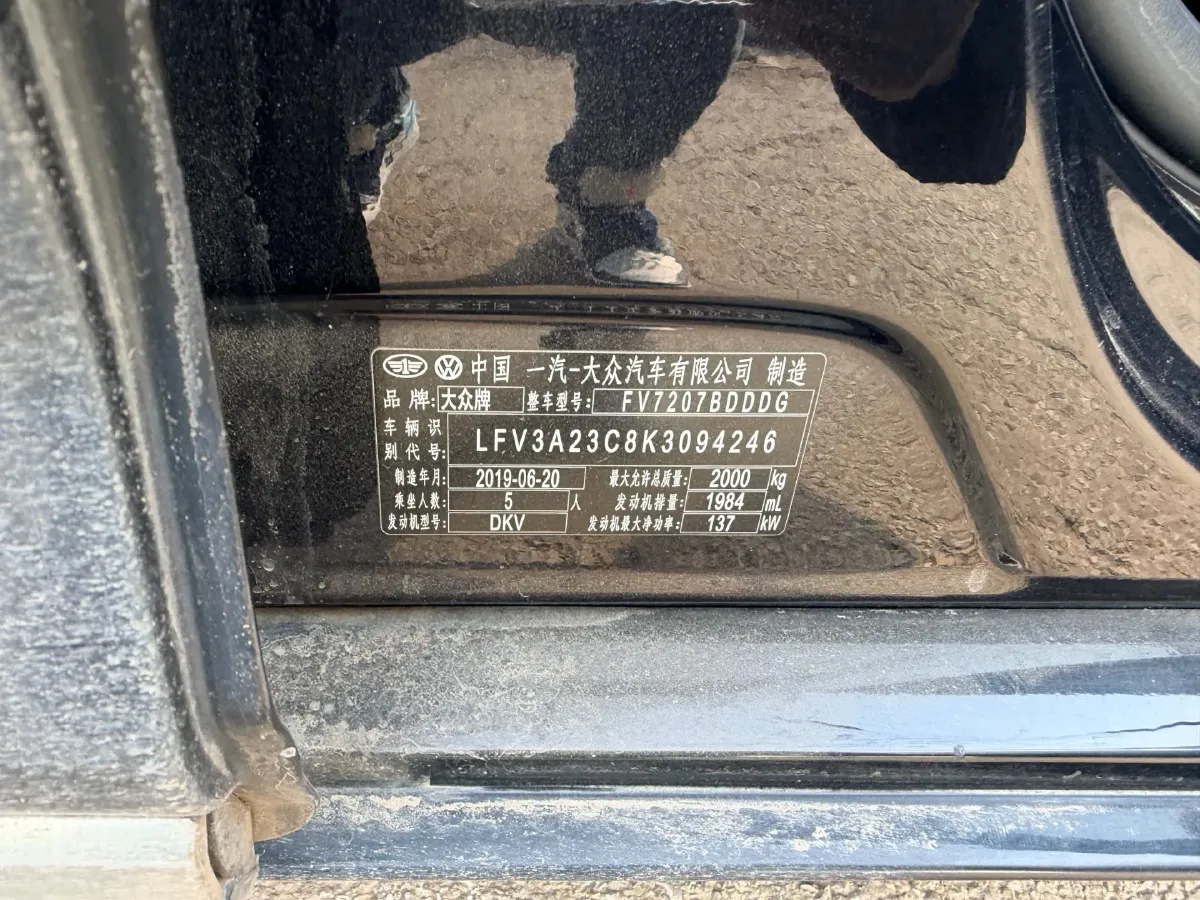 中国 一汽-大众汽车有限公司 制造
品牌: 大众牌 整车型号: FV7207BDDDG
车辆识别代号: LFV3A23C8K3094246
制造年月: 2019-06-20 最大允许总质量: 2000 kg
乘坐人数: 5 人 发动机排量: 1984 mL
发动机型号: DKV 发动机最大净功率: 137 kW